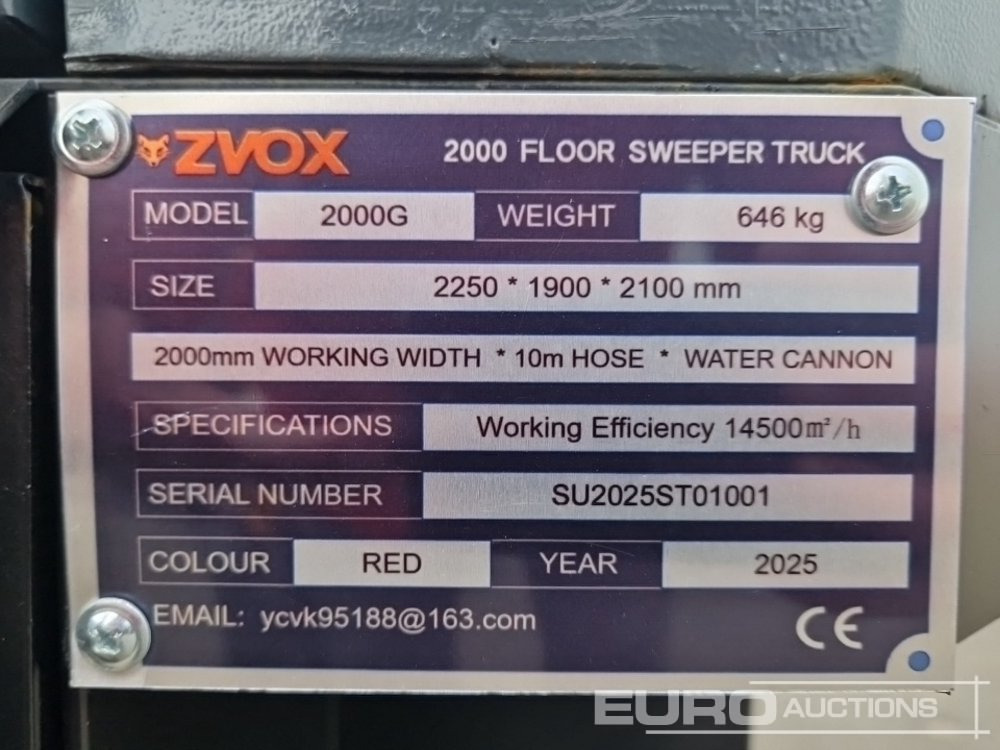 ZVOX 2000 FLOOR SWEEPER TRUCK
MODEL 2000G WEIGHT 646 kg
SIZE 2250 * 1900 * 2100 mm
2000mm WORKING WIDTH * 10m HOSE * WATER CANNON
SPECIFICATIONS Working Efficiency 14500㎡/h
SERIAL NUMBER SU2025ST01001
COLOUR RED YEAR 2025
EMAIL: ycvk95188@163.com CE
EURO AUCTIONS